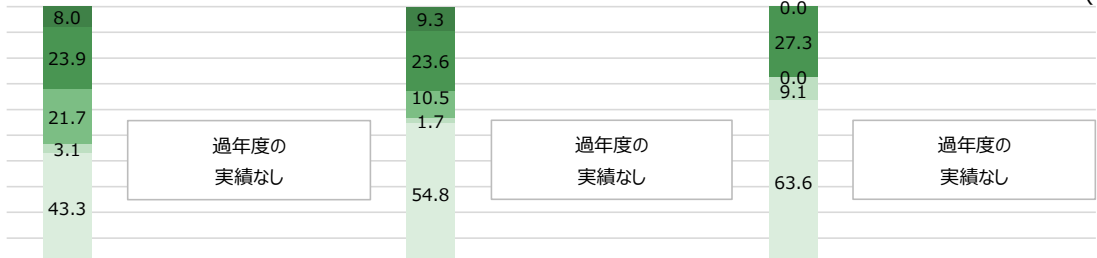 8.0
23.9
21.7
3.1
43.3
過年度の
実績なし
9.3
23.6
10.5
1.7
54.8
過年度の
実績なし
0.0
27.3
0.0
9.1
63.6
過年度の
実績なし